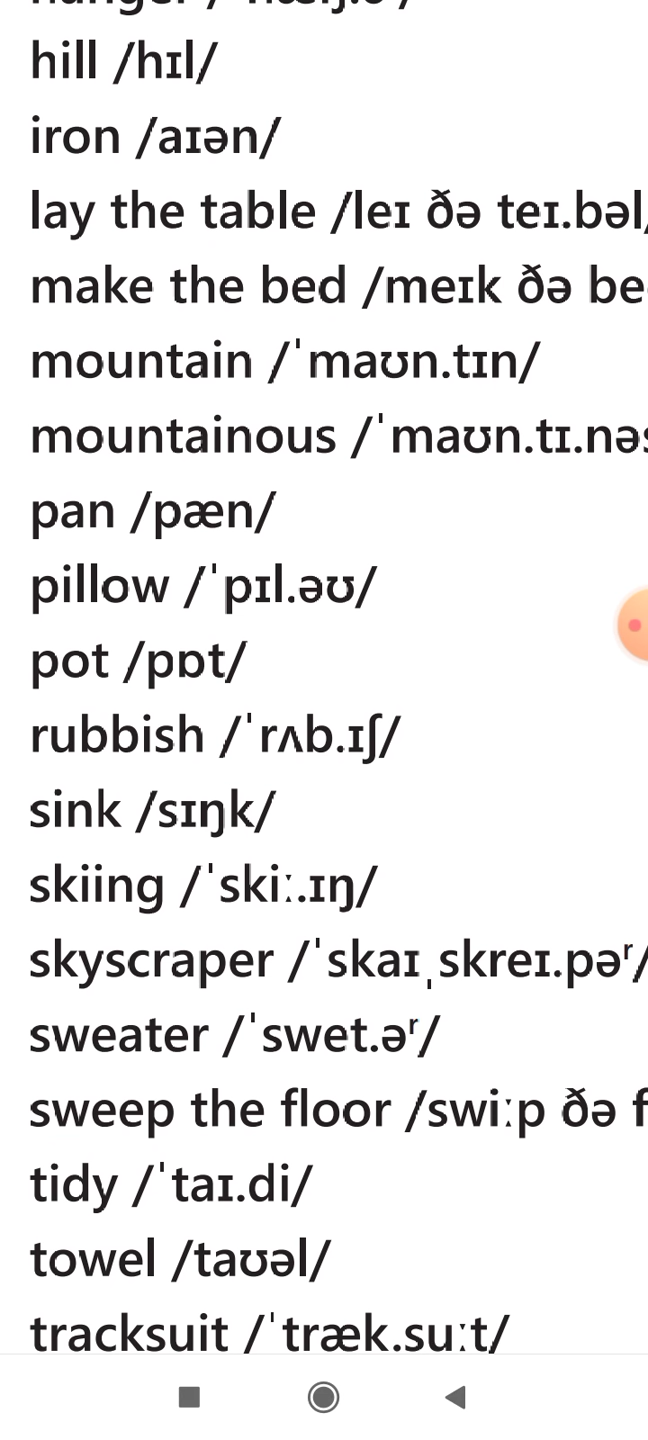 hill /hɪl/
iron /aɪən/
lay the table /leɪ ðə teɪ.bəl/
make the bed /meɪk ðə be
mountain /ˈmaʊn.tɪn/
mountainous /ˈmaʊn.tɪ.nəs
pan /pæn/
pillow /ˈpɪl.əʊ/
pot /pɒt/
rubbish /ˈrʌb.ɪʃ/
sink /sɪŋk/
skiing /ˈskiː.ɪŋ/
skyscraper /ˈskaɪˌskreɪ.pəʳ/
sweater /ˈswet.əʳ/
sweep the floor /swiːp ðə f
tidy /ˈtaɪ.di/
towel /taʊəl/
tracksuit /ˈtræk.suːt/